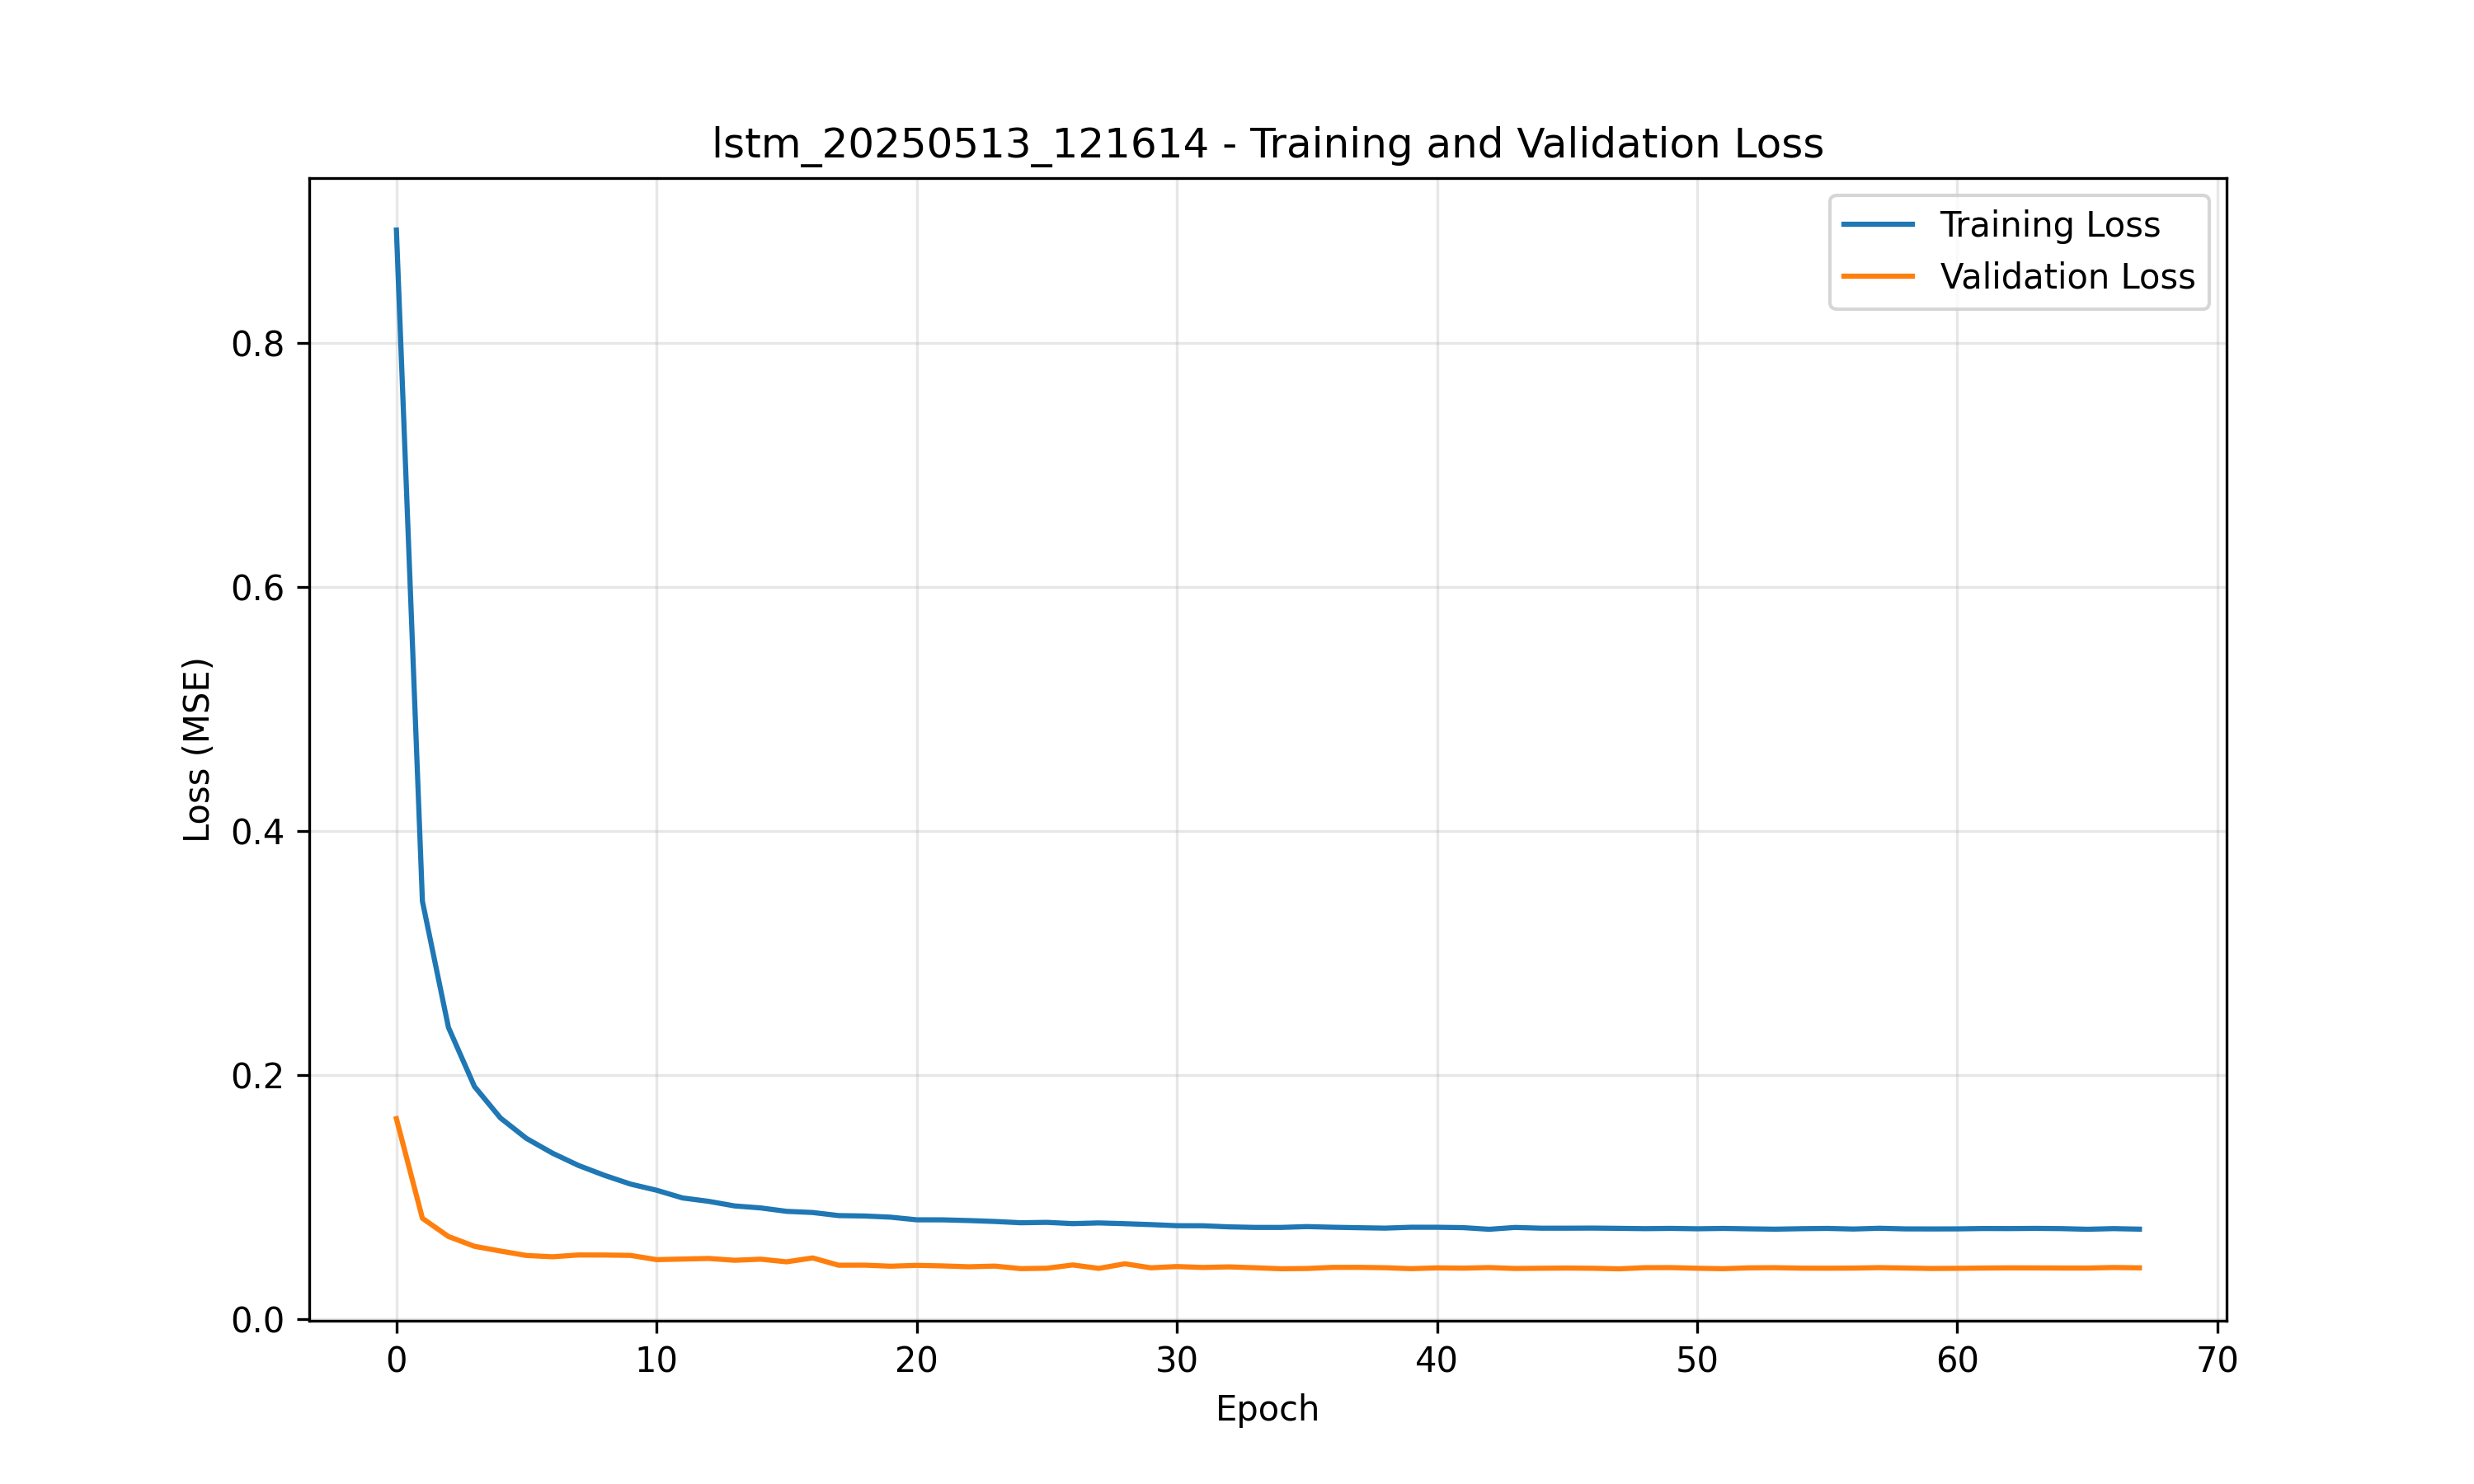 lstm_20250513_121614 - Training and Validation Loss
Training Loss
Validation Loss
0.8
0.6
0.4
0.2
0.0
Loss (MSE)
0 10 20 30 40 50 60 70
Epoch